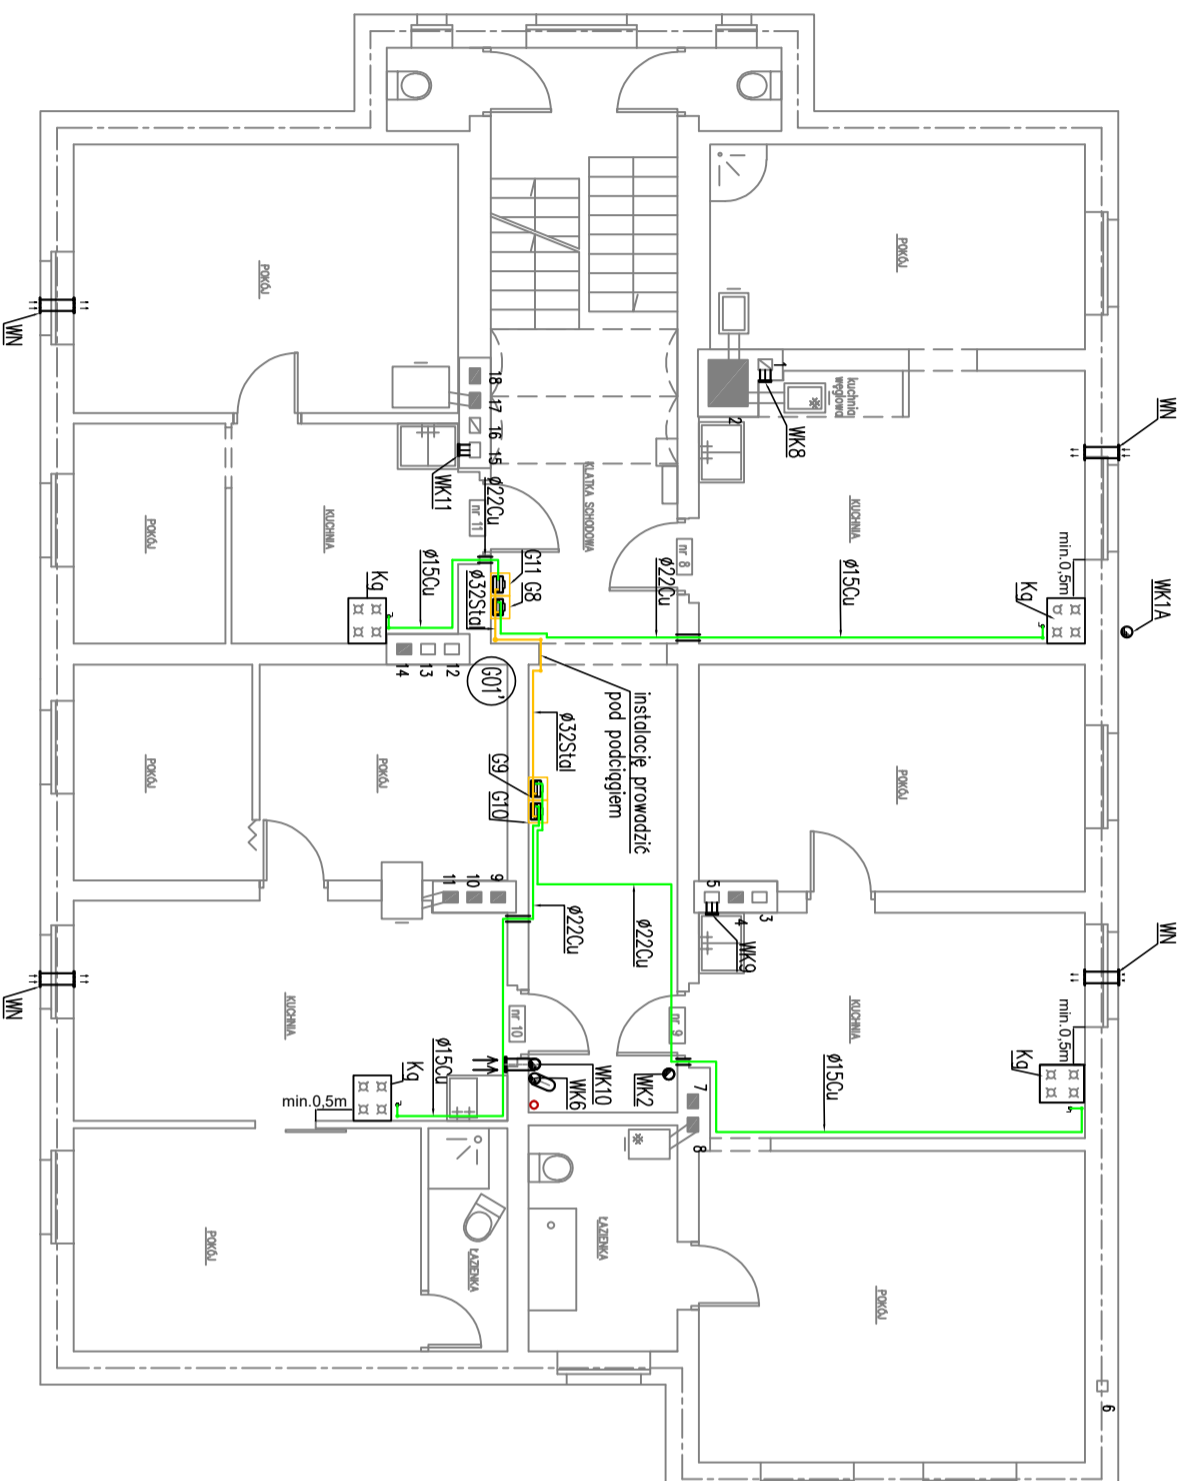 POKÓJ
POKÓJ
WN
WN
1
kuchnia
węglowa
WK8
2
18
17
16
15
WK11
Ø22Cu
nr 11
KLATKA SCHODOWA
nr 8
KUCHNIA
KUCHNIA
POKÓJ
min.0,5m
Kg
WK1A
Ø15Cu
Ø22Cu
G11 G8
Ø32Stal
Ø15Cu
Kg
12
13
14
G01'
instalację prowadzić
pod podciągiem
Ø32Stal
G9 G10
POKÓJ
POKÓJ
POKÓJ
9
10
11
3
4
5
WK9
WN
Ø22Cu
Ø22Cu
nr 10
nr 9
KUCHNIA
KUCHNIA
WN
min.0,5m
Kg
Ø15Cu
Ø15Cu
Kg
min.0,5m
WK10
WK6
WK2
7
8
ŁAZIENKA
ŁAZIENKA
POKÓJ
POKÓJ
6